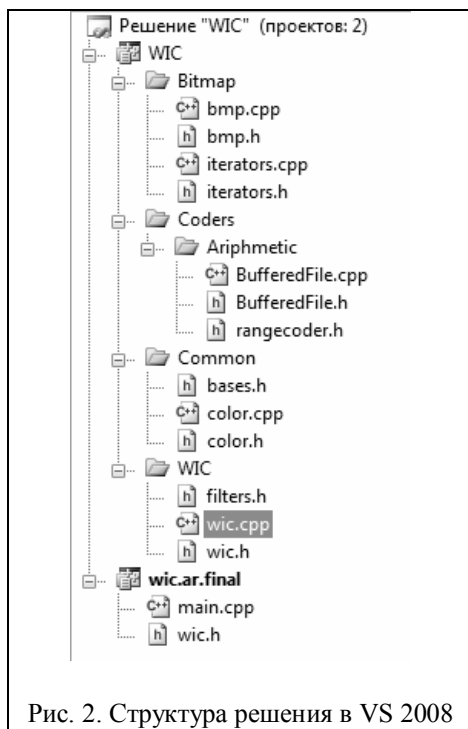 Решение "WIC" (проектов: 2)
WIC
Bitmap
bmp.cpp
bmp.h
iterators.cpp
iterators.h
Coders
Ariphmetic
BufferedFile.cpp
BufferedFile.h
rangecoder.h
Common
bases.h
color.cpp
color.h
WIC
filters.h
wic.cpp
wic.h
wic.ar.final
main.cpp
wic.h
Рис. 2. Структура решения в VS 2008